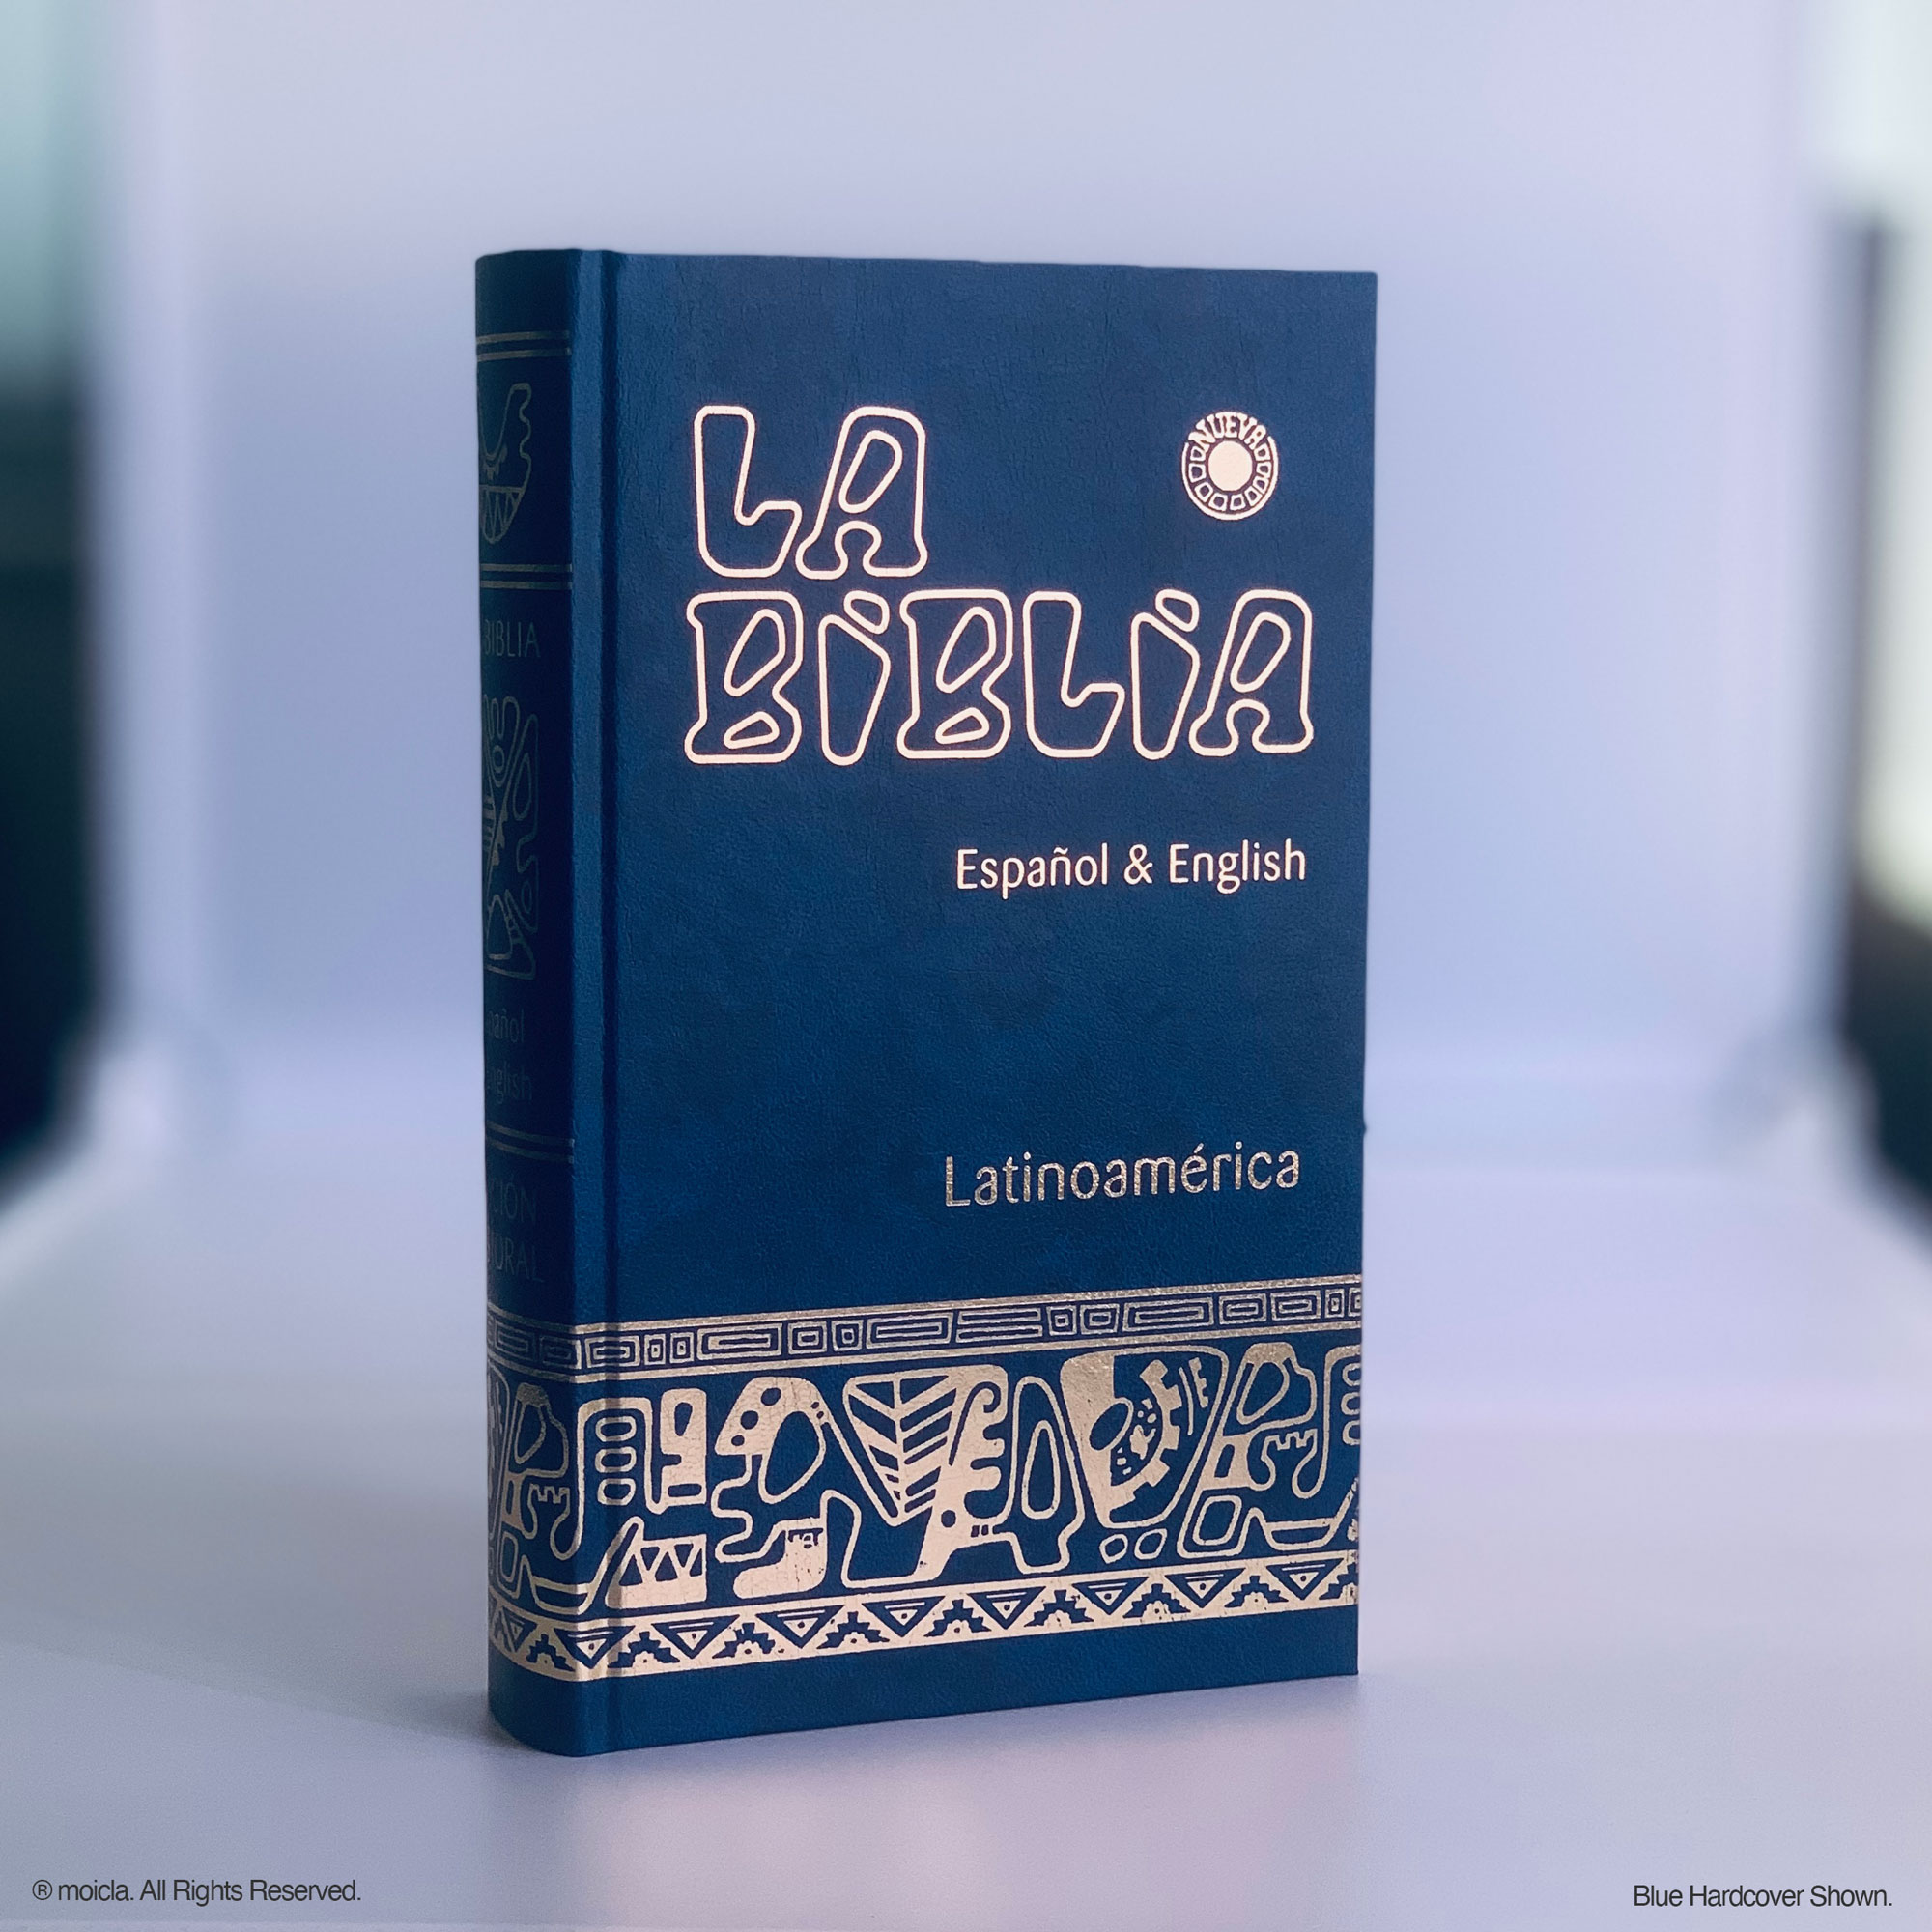 LA
NUEVA
BIBLIA
Español & English
Latinoamérica
BIBLIA
® moicla. All Rights Reserved.
Blue Hardcover Shown.